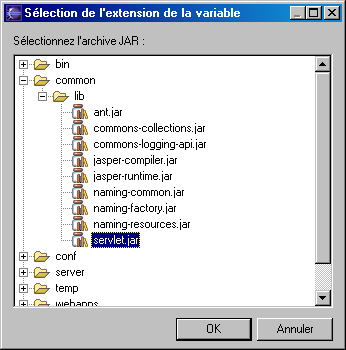 Sélection de l'extension de la variable
Sélectionnez l'archive JAR :
bin
common
lib
ant.jar
commons-collections.jar
commons-logging-api.jar
jasper-compiler.jar
jasper-runtime.jar
naming-common.jar
naming-factory.jar
naming-resources.jar
servlet.jar
conf
server
temp
webapps
OK
Annuler